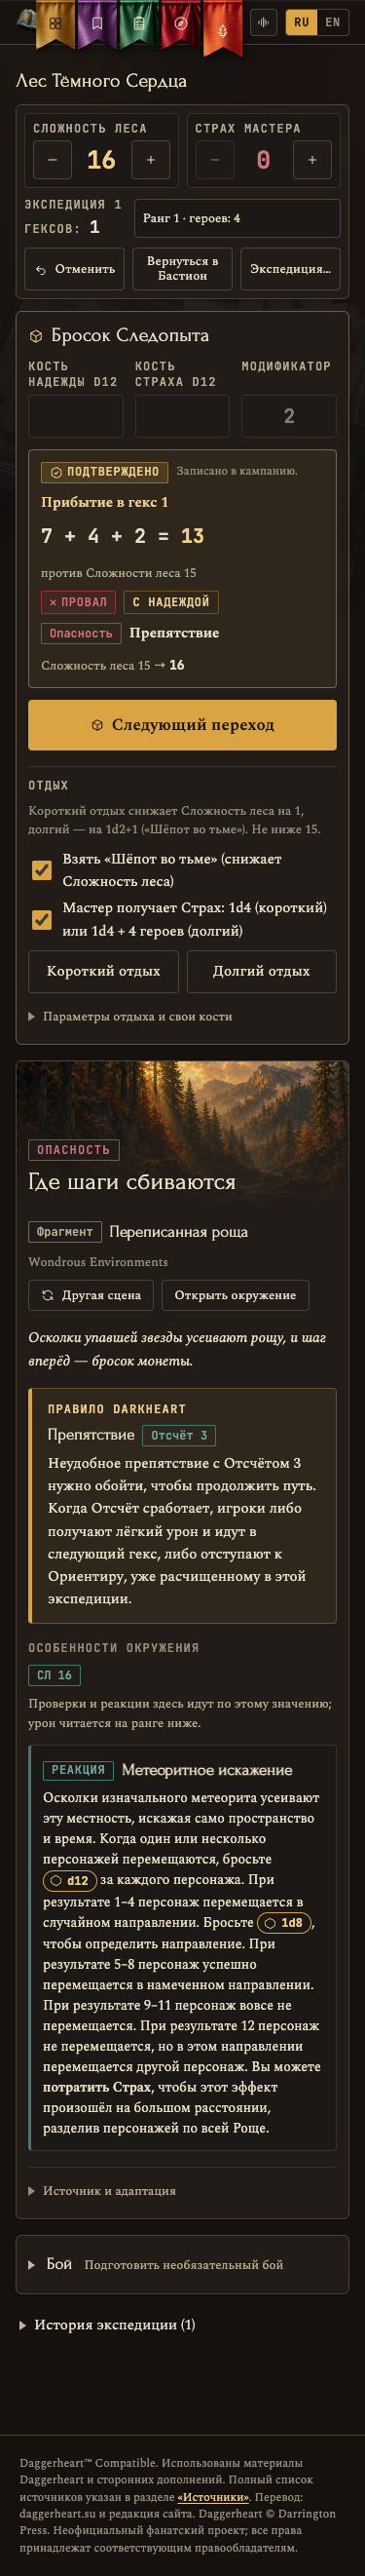 RU EN
Лес Тёмного Сердца
СЛОЖНОСТЬ ЛЕСА
− 16 +
СТРАХ МАСТЕРА
− 0 +
ЭКСПЕДИЦИЯ 1
ГЕКСОВ: 1
Ранг 1 · героев: 4
Отменить
Вернуться в
Бастион
Экспедиция…
Бросок Следопыта
КОСТЬ
НАДЕЖДЫ D12
КОСТЬ
СТРАХА D12
МОДИФИКАТОР
2
ПОДТВЕРЖДЕНО Записано в кампанию.
Прибытие в гекс 1
7 + 4 + 2 = 13
против Сложности леса 15
× ПРОВАЛ С НАДЕЖДОЙ
Опасность Препятствие
Сложность леса 15 → 16
Следующий переход
ОТДЫХ
Короткий отдых снижает Сложность леса на 1,
долгий — на 1d2+1 («Шёпот во тьме»). Не ниже 15.
Взять «Шёпот во тьме» (снижает
Сложность леса)
Мастер получает Страх: 1d4 (короткий)
или 1d4 + 4 героев (долгий)
Короткий отдых Долгий отдых
Параметры отдыха и свои кости
ОПАСНОСТЬ
Где шаги сбиваются
Фрагмент Переписанная роща
Wondrous Environments
Другая сцена Открыть окружение
Осколки упавшей звезды усеивают рощу, и шаг
вперёд — бросок монеты.
ПРАВИЛО DARKHEART
Препятствие Отсчёт 3
Неудобное препятствие с Отсчётом 3
нужно обойти, чтобы продолжить путь.
Когда Отсчёт сработает, игроки либо
получают лёгкий урон и идут в
следующий гекс, либо отступают к
Ориентиру, уже расчищенному в этой
экспедиции.
ОСОБЕННОСТИ ОКРУЖЕНИЯ
СЛ 16
Проверки и реакции здесь идут по этому значению;
урон читается на ранге ниже.
РЕАКЦИЯ Метеоритное искажение
Осколки изначального метеорита усеивают
эту местность, искажая само пространство
и время. Когда один или несколько
персонажей перемещаются, бросьте
d12 за каждого персонажа. При
результате 1–4 персонаж перемещается в
случайном направлении. Бросьте 1d8,
чтобы определить направление. При
результате 5–8 персонаж успешно
перемещается в намеченном направлении.
При результате 9–11 персонаж вовсе не
перемещается. При результате 12 персонаж
не перемещается, но в этом направлении
перемещается другой персонаж. Вы можете
потратить Страх, чтобы этот эффект
произошёл на большом расстоянии,
разделив персонажей по всей Роще.
Источник и адаптация
Бой Подготовить необязательный бой
История экспедиции (1)
Daggerheart™ Compatible. Использованы материалы
Daggerheart и сторонних дополнений. Полный список
источников указан в разделе «Источники». Перевод:
daggerheart.su и редакция сайта. Daggerheart © Darrington
Press. Неофициальный фанатский проект; все права
принадлежат соответствующим правообладателям.